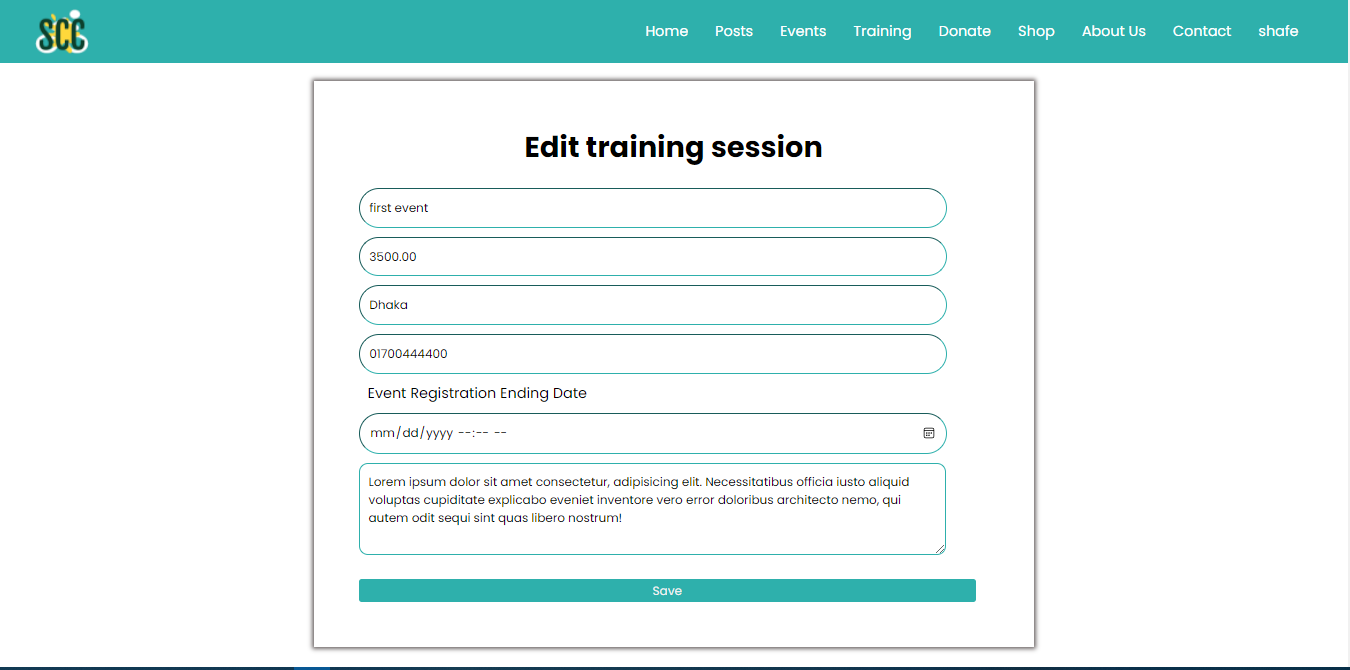 SCC
Home Posts Events Training Donate Shop About Us Contact shafe
Edit training session
first event
3500.00
Dhaka
01700444400
Event Registration Ending Date
mm/dd/yyyy --:-- --
Lorem ipsum dolor sit amet consectetur, adipisicing elit. Necessitatibus officia iusto aliquid
voluptas cupiditate explicabo eveniet inventore vero error doloribus architecto nemo, qui
autem odit sequi sint quas libero nostrum!
Save